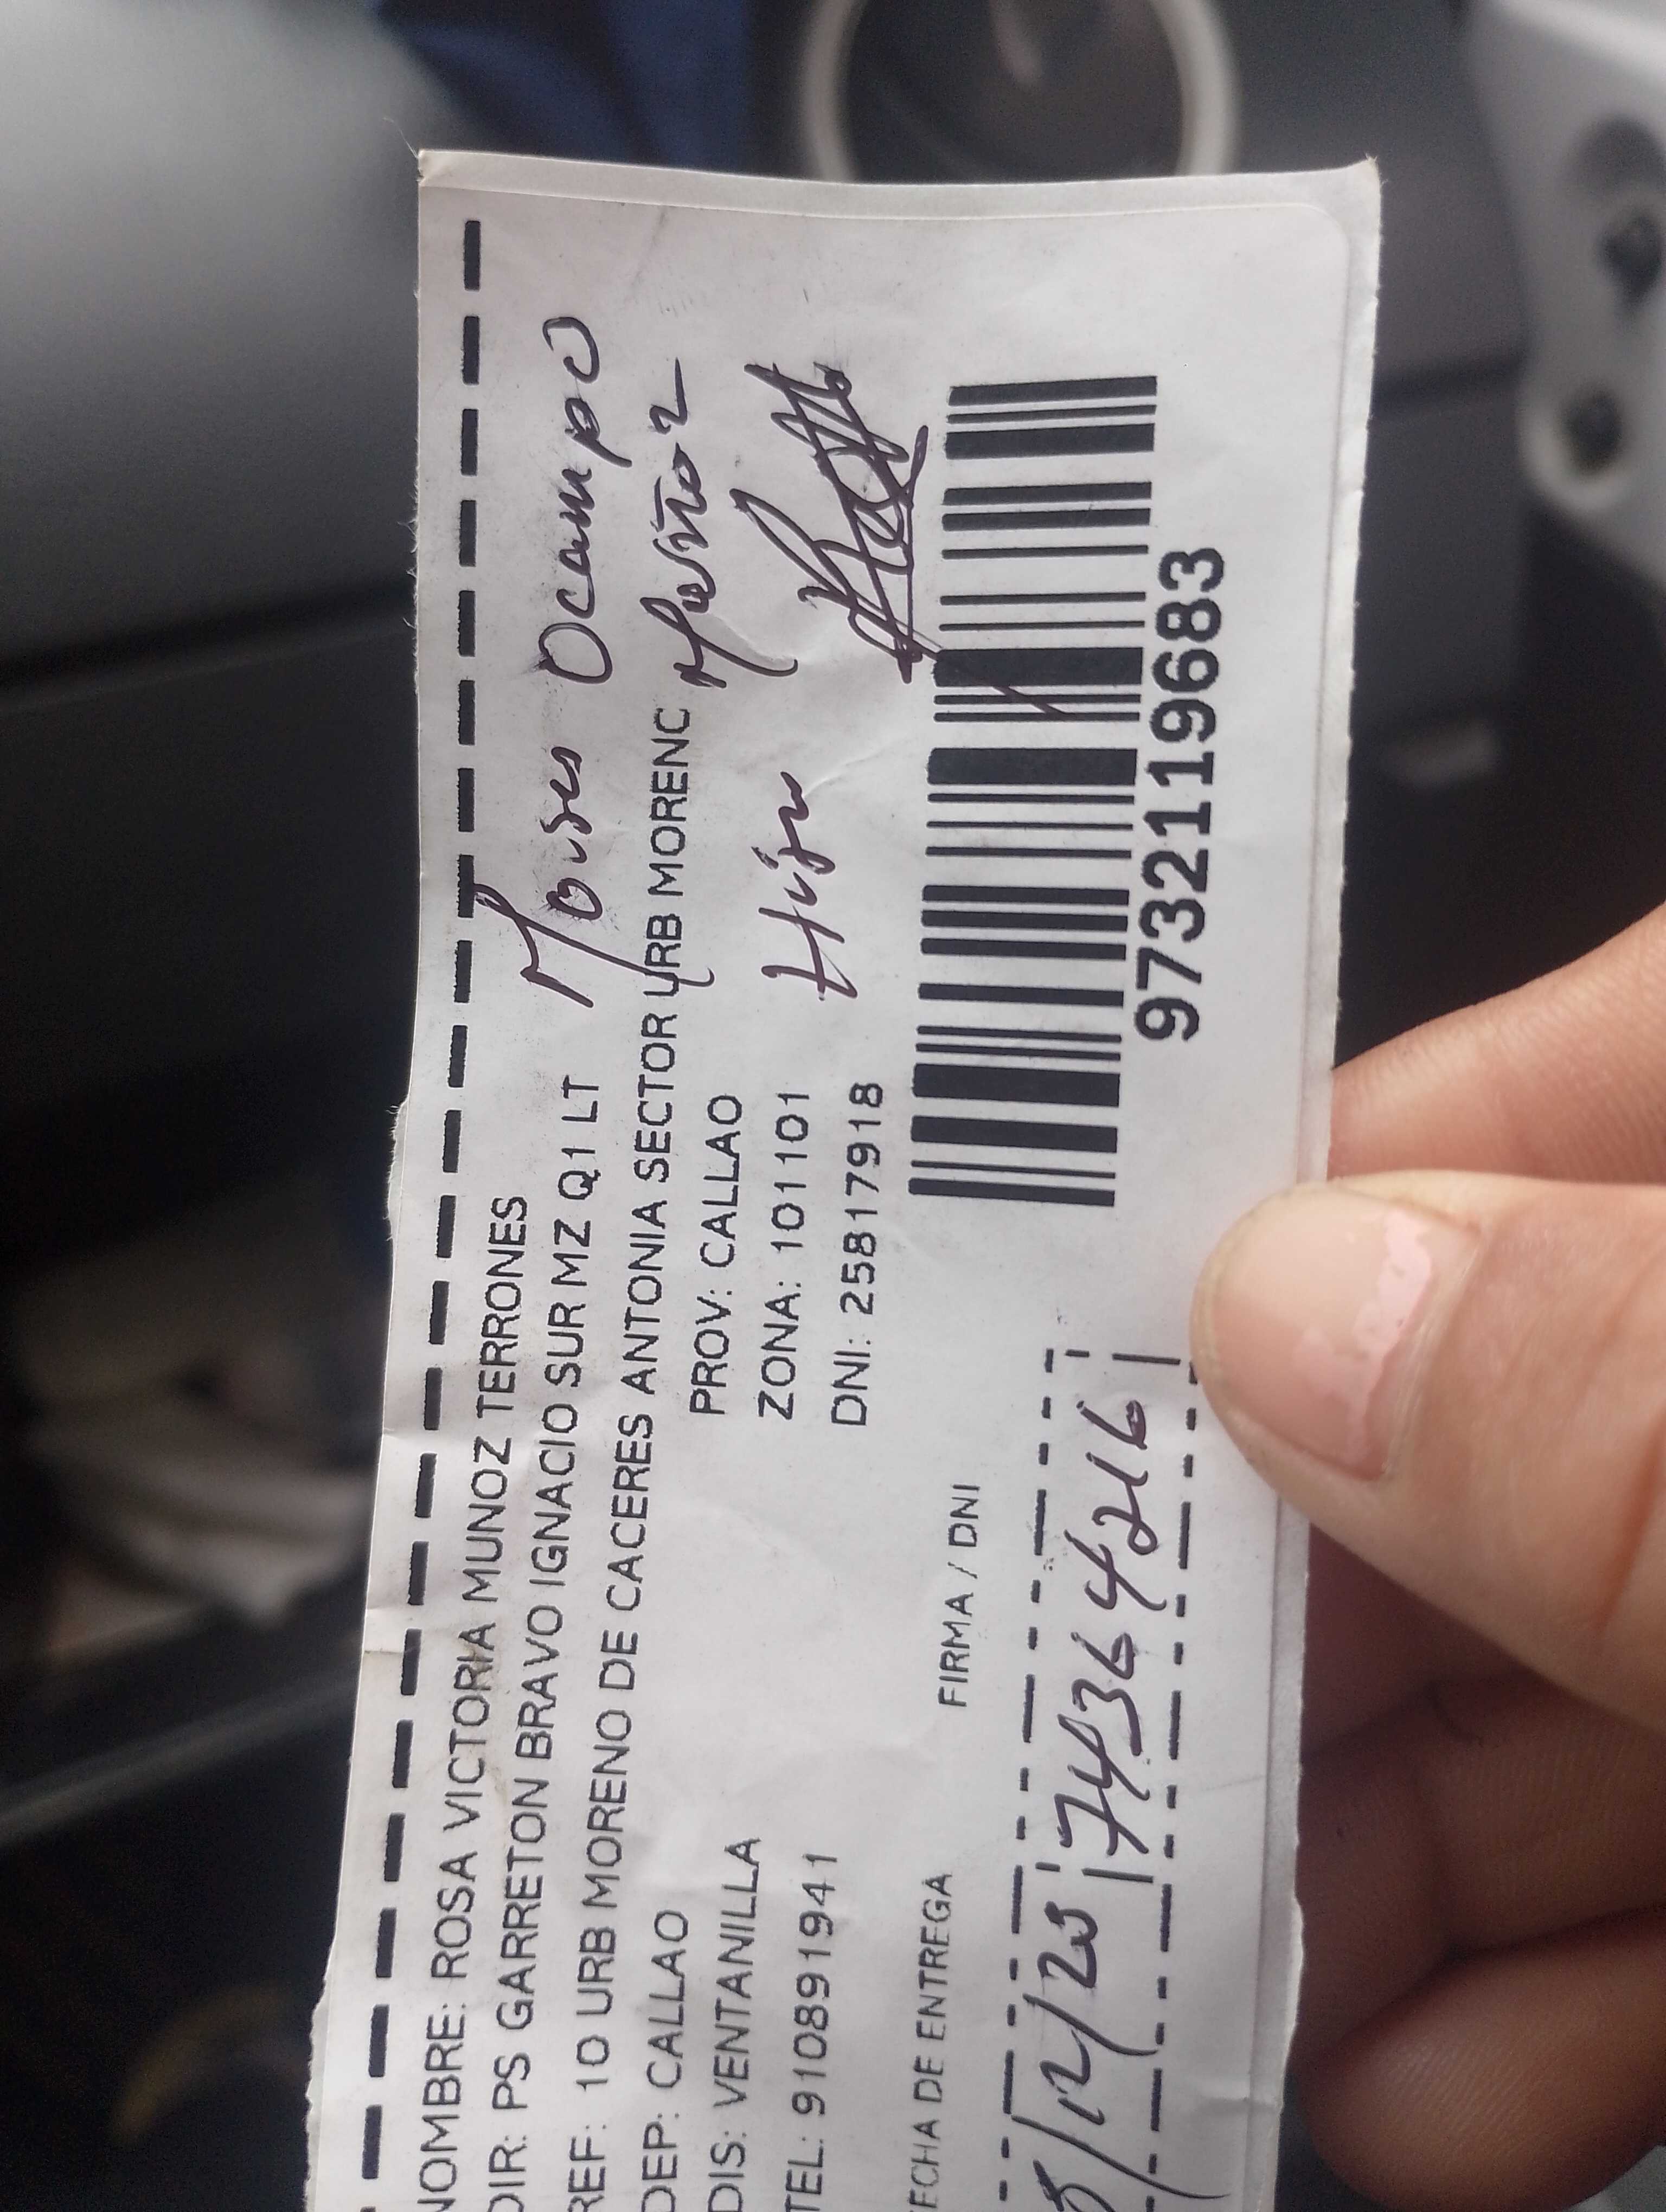 NOMBRE: ROSA VICTORIA MUNOZ TERRONES
DIR: PS GARRETON BRAVO IGNACIO SUR MZ Q1 LT
Moises Ocampo
REF: 10 URB MORENO DE CACERES ANTONIA SECTOR URB MORENC
Muñoz
DEP: CALLAO PROV: CALLAO
Hijo
DIS: VENTANILLA ZONA: 101101
TEL: 910891941 DNI: 25817918
FECHA DE ENTREGA FIRMA / DNI
/12/23 74364216
9732119683